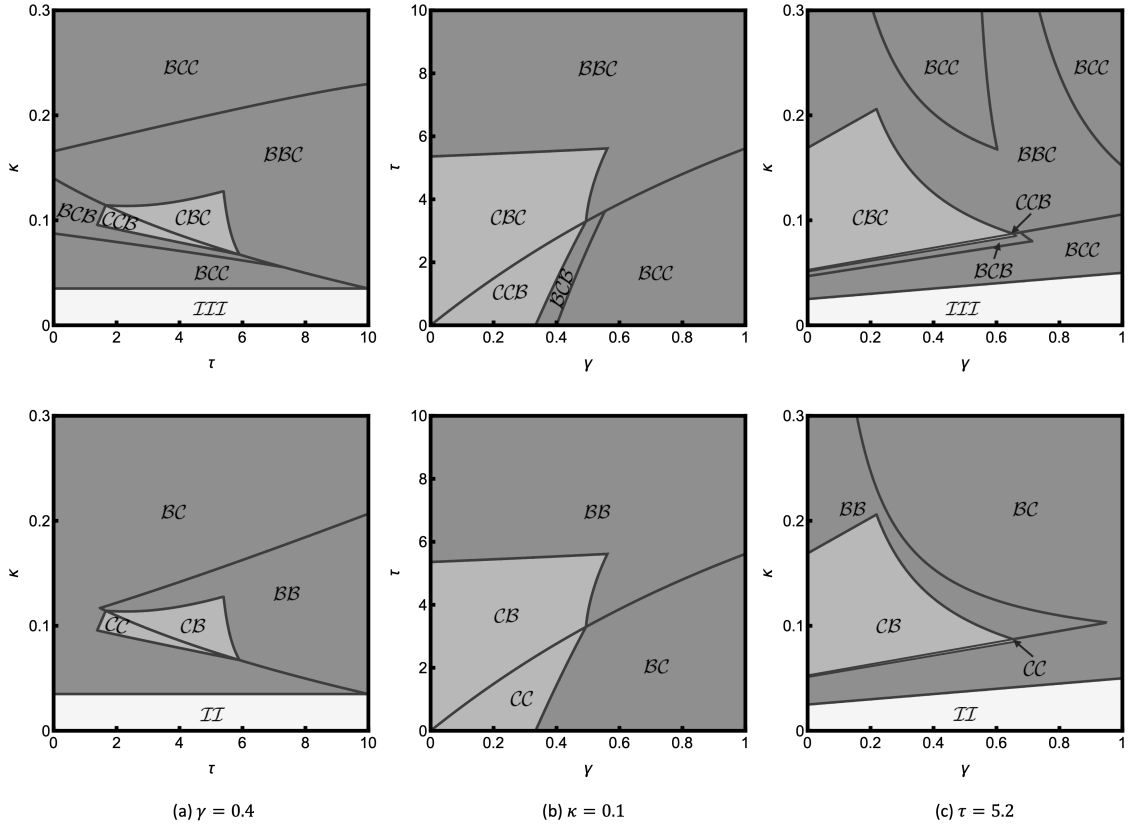 0.3
0.2
0.1
0
κ
BCC
BBC
BCB
CCB
CBC
BCC
III
0 2 4 6 8 10
τ
10
8
6
4
2
0
τ
BBC
CBC
CCB
BCB
BCC
0 0.2 0.4 0.6 0.8 1
γ
0.3
0.2
0.1
0
κ
BCC
BCC
BBC
CCB
CBC
BCB
BCC
III
0 0.2 0.4 0.6 0.8 1
γ
0.3
0.2
0.1
0
κ
BC
BB
CC
CB
II
0 2 4 6 8 10
τ
10
8
6
4
2
0
τ
BB
CB
CC
BC
0 0.2 0.4 0.6 0.8 1
γ
0.3
0.2
0.1
0
κ
BB
BC
CB
CC
II
0 0.2 0.4 0.6 0.8 1
γ
(a) γ = 0.4
(b) κ = 0.1
(c) τ = 5.2